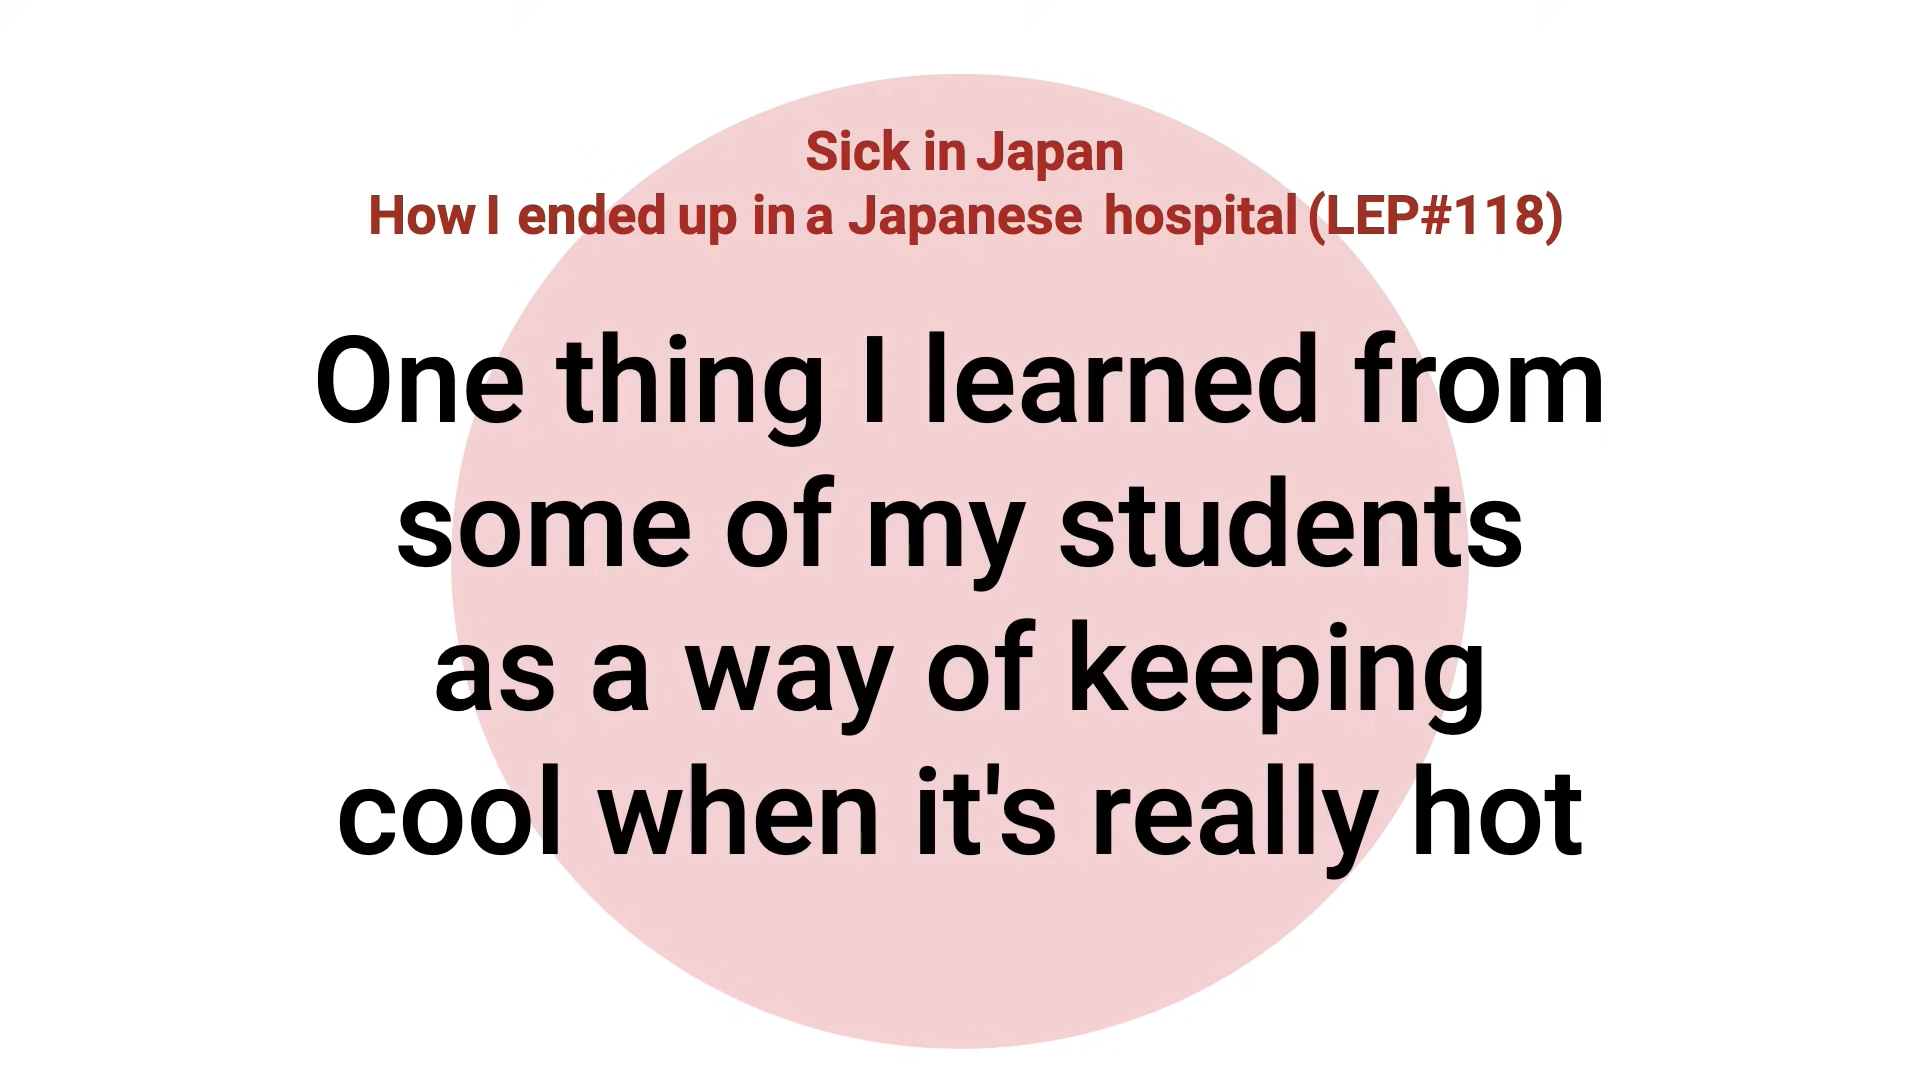 Sick in Japan
How I ended up in a Japanese hospital (LEP#118)
One thing I learned from
some of my students
as a way of keeping
cool when it's really hot